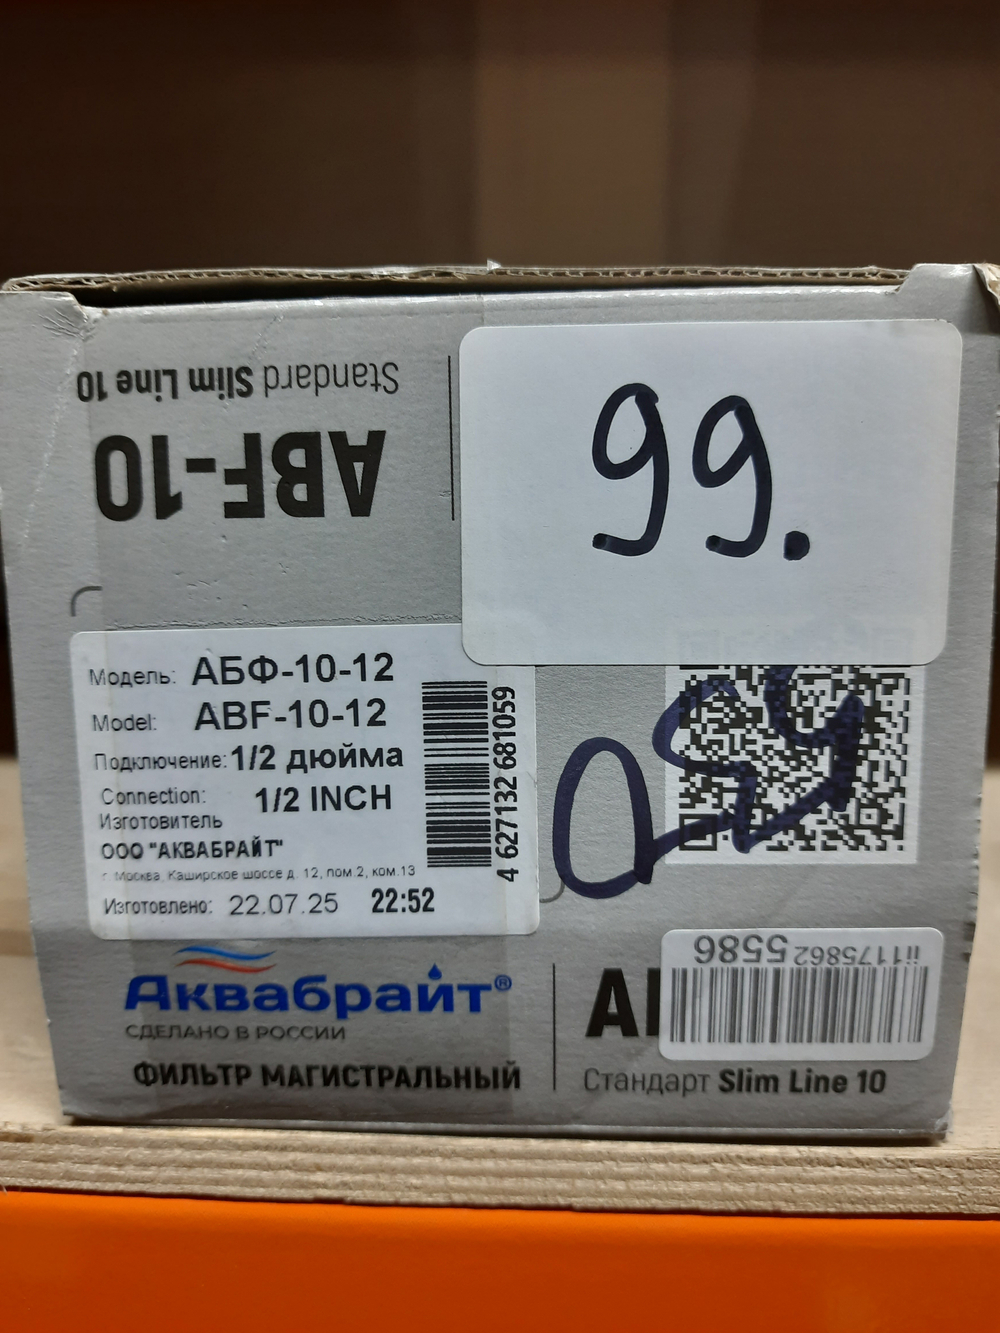 Standard Slim Line 10
ABF-10
99.
Модель: АБФ-10-12
Model: ABF-10-12
Подключение: 1/2 дюйма
Connection: 1/2 INCH
Изготовитель
ООО "АКВАБРАЙТ"
г. Москва, Каширское шоссе д. 12, пом.2, ком.13
Изготовлено: 22.07.25 22:52
4 627132 681059
ii1175862 5586
Аквабрайт®
СДЕЛАНО В РОССИИ
ФИЛЬТР МАГИСТРАЛЬНЫЙ
Стандарт Slim Line 10